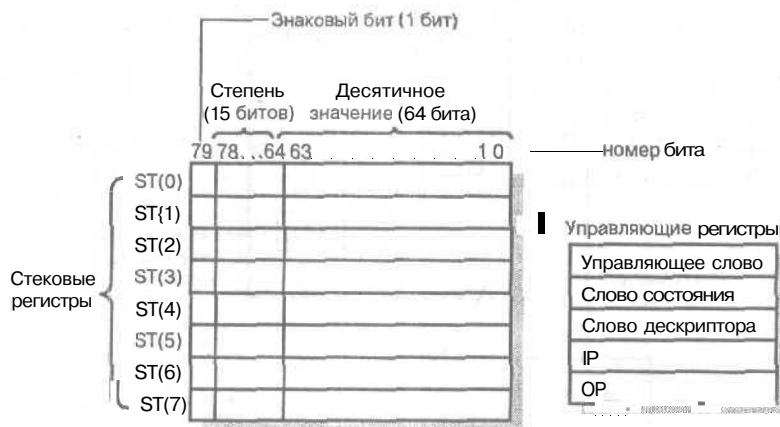 Знаковый бит (1 бит)
Степень
(15 битов)
Десятичное
значение (64 бита)
79 78. . .64 63 1 0
номер бита
Стековые
регистры
ST(0)
ST{1)
ST(2)
ST(3)
ST(4)
ST(5)
ST(6)
ST(7)
Управляющие регистры
Управляющее слово
Слово состояния
Слово дескриптора
IP
OP